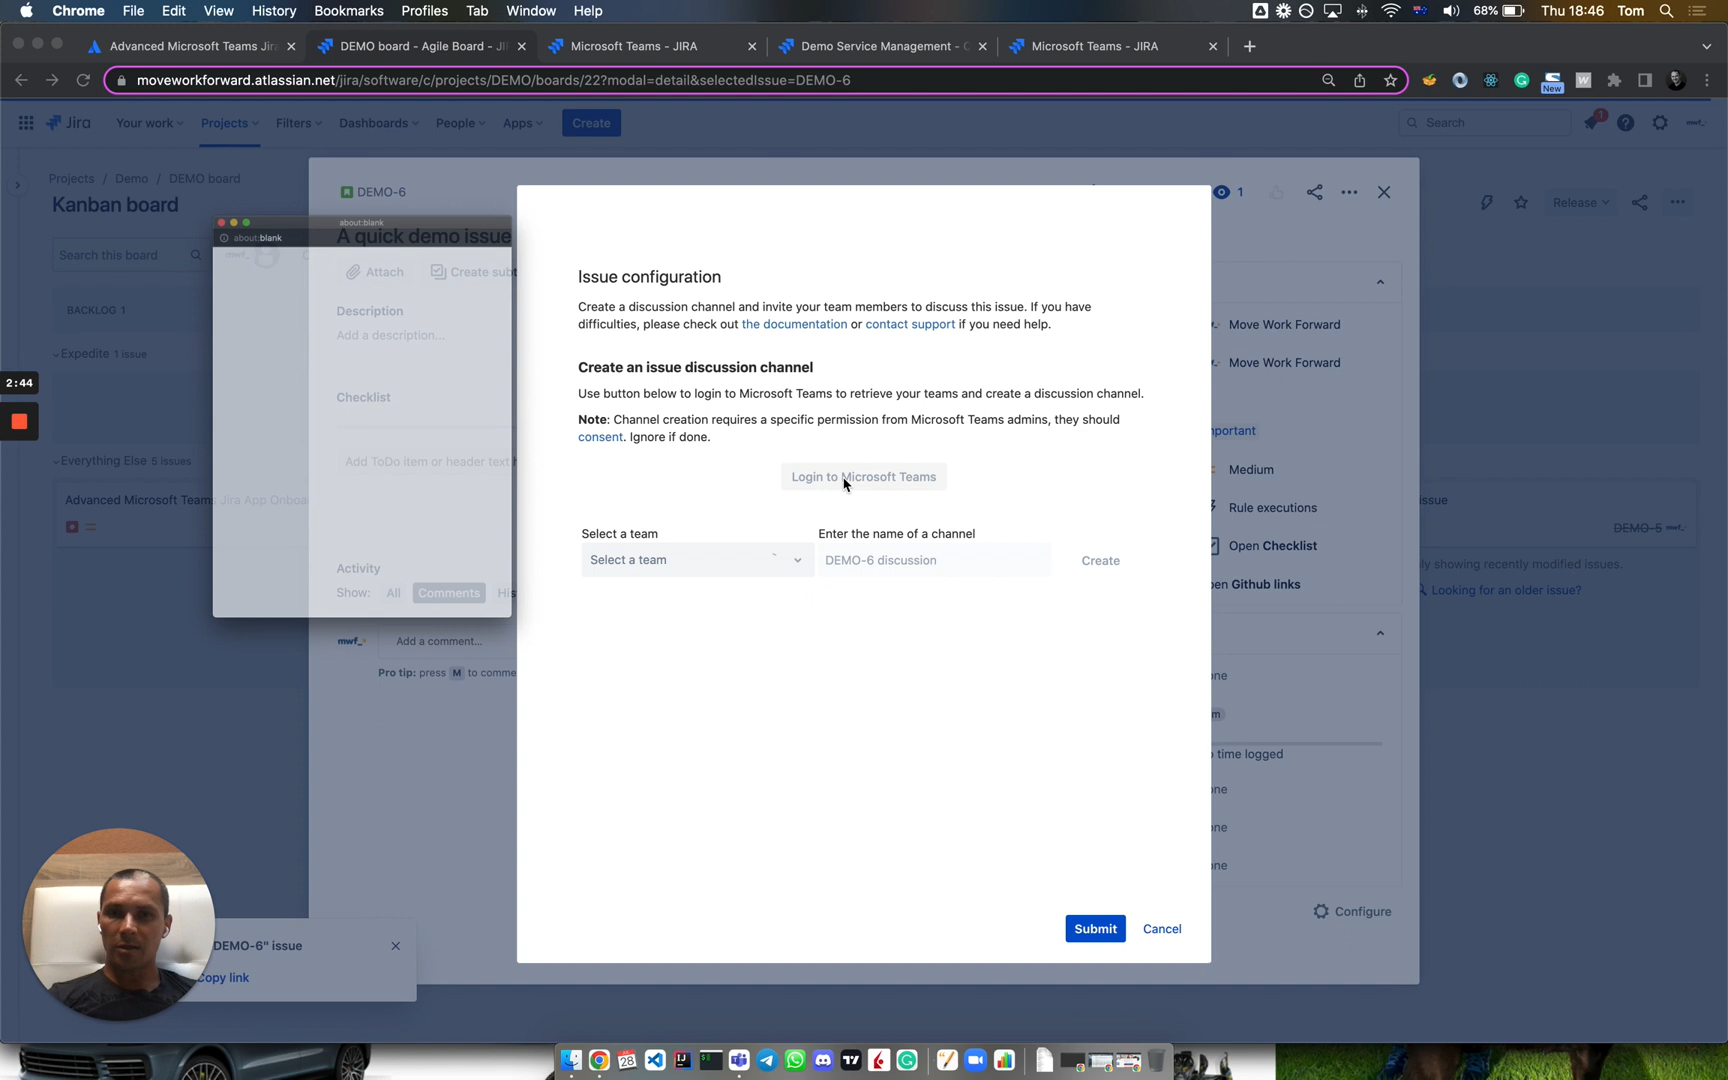 Chrome File Edit View History Bookmarks Profiles Tab Window Help
68% Thu 18:46 Tom
Advanced Microsoft Teams Jir
DEMO board - Agile Board - JI
Microsoft Teams - JIRA
Demo Service Management - C
Microsoft Teams - JIRA
moveworkforward.atlassian.net/jira/software/c/projects/DEMO/boards/22?modal=detail&selectedIssue=DEMO-6
New
Jira Your work Projects Filters Dashboards People Apps Create
Search
1
Projects / Demo / DEMO board
Kanban board
Release
Search this board
BACKLOG 1
Expedite 1 issue
Everything Else 5 issues
Advanced Microsoft Teams Jira App Onboa
2:44
DEMO-6
1
about:blank
about:blank
A quick demo issue
Attach
Create subt
Description
Add a description...
Checklist
Add ToDo item or header text h
Activity
Show: All Comments His
mwf_
Add a comment...
Pro tip: press M to comme
Issue configuration
Create a discussion channel and invite your team members to discuss this issue. If you have
difficulties, please check out the documentation or contact support if you need help.
Create an issue discussion channel
Use button below to login to Microsoft Teams to retrieve your teams and create a discussion channel.
Note: Channel creation requires a specific permission from Microsoft Teams admins, they should
consent. Ignore if done.
Login to Microsoft Teams
Select a team
Enter the name of a channel
Select a team
DEMO-6 discussion
Create
Submit
Cancel
Move Work Forward
Move Work Forward
portant
Medium
Rule executions
Open Checklist
pen Github links
one
m
time logged
one
one
one
Configure
ssue
DEMO-5
ly showing recently modified issues.
Looking for an older issue?
DEMO-6" issue
Copy link
28